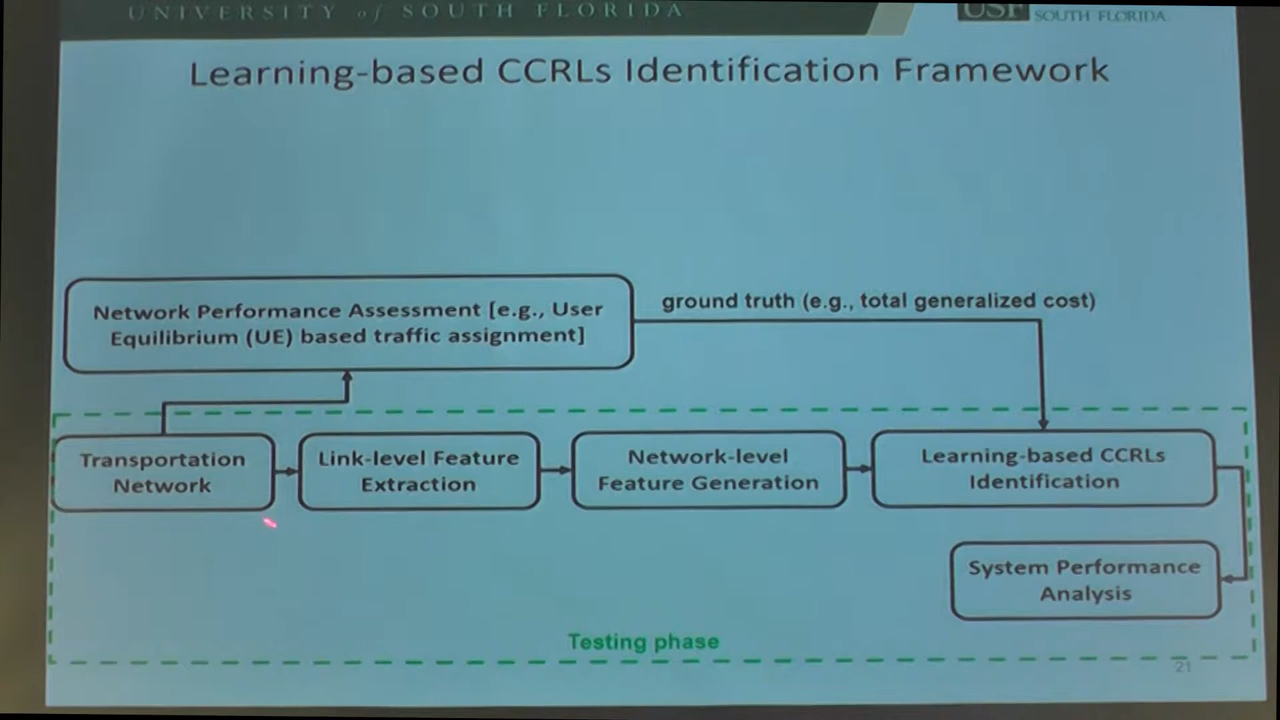 UNIVERSITY of SOUTH FLORIDA
USF SOUTH FLORIDA
Learning-based CCRLs Identification Framework
Network Performance Assessment [e.g., User
Equilibrium (UE) based traffic assignment]
ground truth (e.g., total generalized cost)
Transportation
Network
Link-level Feature
Extraction
Network-level
Feature Generation
Learning-based CCRLs
Identification
System Performance
Analysis
Testing phase
21